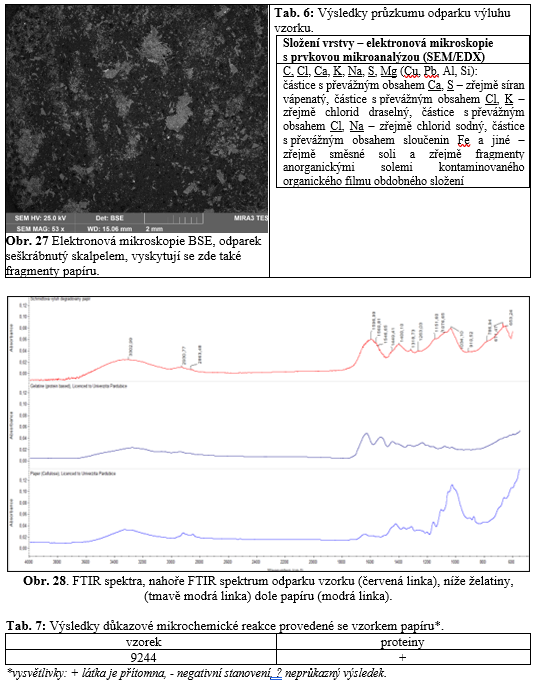 Tab. 6: Výsledky průzkumu odparku výluhu
vzorku.
Složení vrstvy – elektronová mikroskopie
s prvkovou mikroanalýzou (SEM/EDX)
C, Cl, Ca, K, Na, S, Mg (Cu, Pb, Al, Si):
částice s převážným obsahem Ca, S – zřejmě síran
vápenatý, částice s převážným obsahem Cl, K –
zřejmě chlorid draselný, částice s převážným
obsahem Cl, Na – zřejmě chlorid sodný, částice
s převážným obsahem sloučenin Fe a jiné –
zřejmě směsné soli a zřejmě fragmenty
anorganickými solemi kontaminovaného
organického filmu obdobného složení
SEM HV: 25.0 kV Det: BSE MIRA3 TES
SEM MAG: 53 x WD: 15.06 mm 2 mm
Obr. 27 Elektronová mikroskopie BSE, odparek
seškrábnutý skalpelem, vyskytují se zde také
fragmenty papíru.
Gelatine (protein based), Licenced to Univerzita Pardubice
Paper (Cellulosa), Licenced to Univerzita Pardubice
Obr. 28. FTIR spektra, nahoře FTIR spektrum odparku vzorku (červená linka), níže želatiny,
(tmavě modrá linka) dole papíru (modrá linka).
Tab. 7: Výsledky důkazové mikrochemické reakce provedené se vzorkem papíru*.
vzorek proteiny
9244 +
*vysvětlivky: + látka je přítomna, - negativní stanovení, ? neprůkazný výsledek.